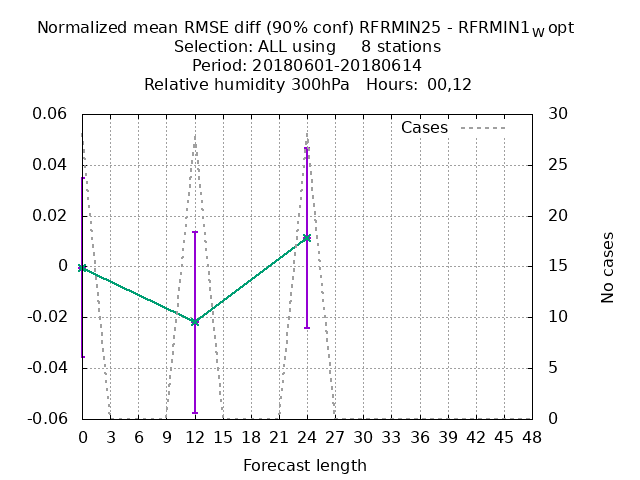 Normalized mean RMSE diff (90% conf) RFRMIN25 - RFRMIN1wopt
Selection: ALL using 8 stations
Period: 20180601-20180614
Relative humidity 300hPa Hours: 00,12
Cases
0.06
0.04
0.02
0
-0.02
-0.04
-0.06
30
25
20
15
10
5
0
No cases
0 3 6 9 12 15 18 21 24 27 30 33 36 39 42 45 48
Forecast length